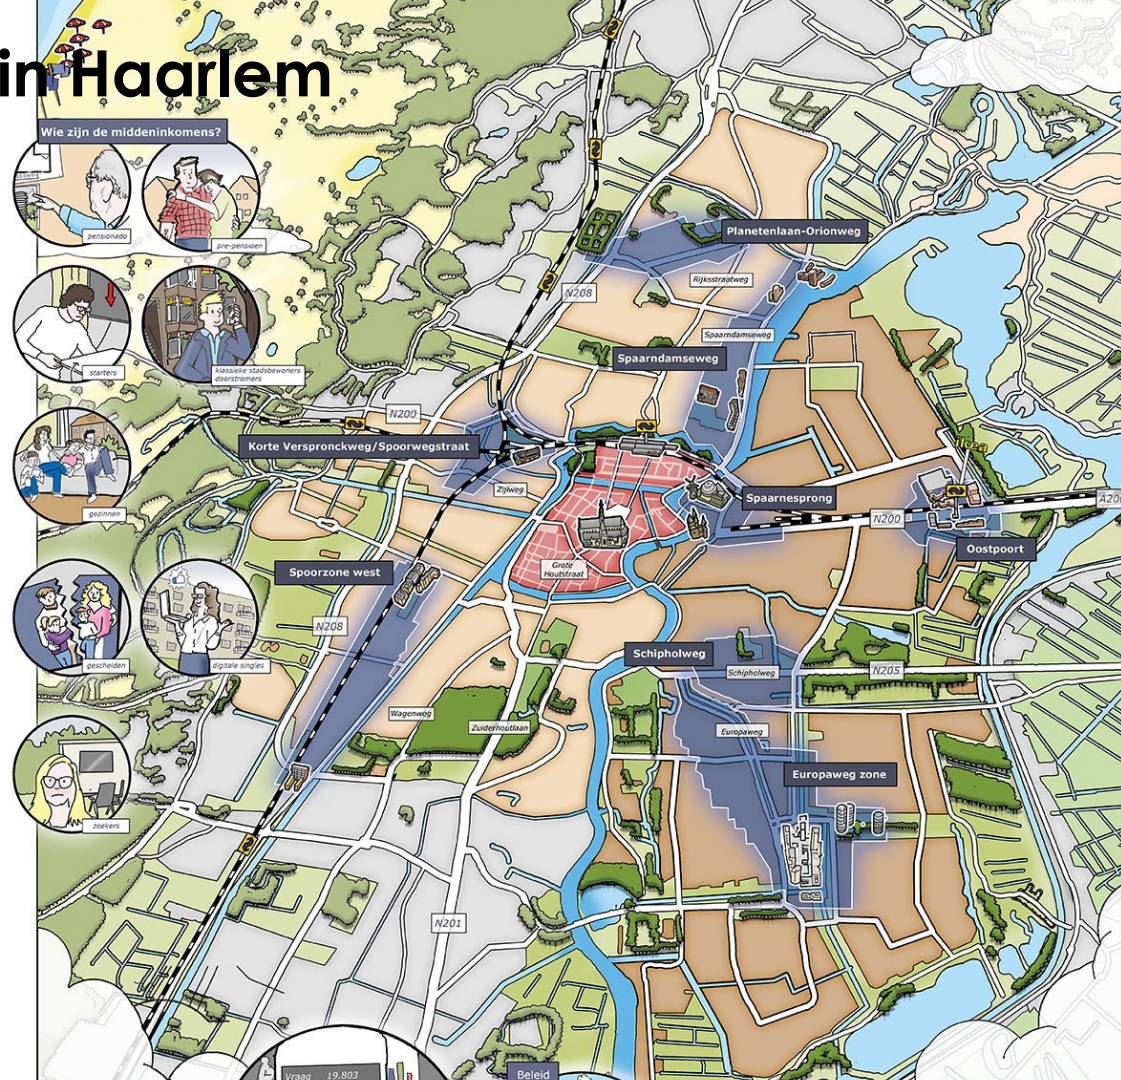 in Haarlem
Wie zijn de middeninkomens?
pensionado
pre-pensioen
starters
klassieke stadsbewoners
doorstromers
gezinnen
gescheiden
digitale singles
zoekers
Planetenlaan-Orionweg
Rijksstraatweg
N208
Spaarndamseweg
Spaarndamseweg
N200
Korte Verspronckweg/Spoorwegstraat
Zijlweg
ikea
Spaarnesprong
N200
A200
Oostpoort
Grote
Houtstraat
Spoorzone west
N208
Schipholweg
Schipholweg
N205
Wagenweg
Zuiderhoutlaan
Europaweg
Europaweg zone
N201
Vraag 19.803
Beleid